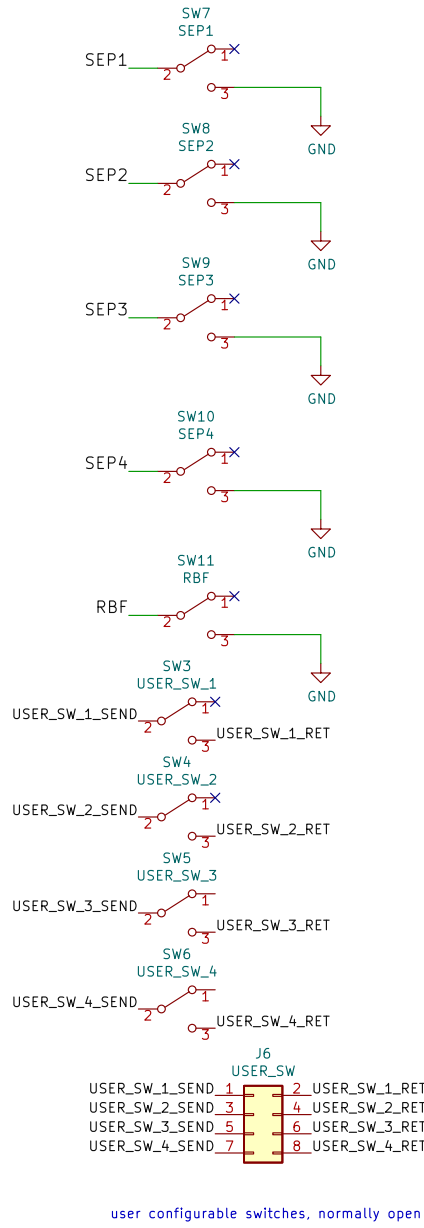 SW7
SEP1
SEP1
1
2
3
GND
SW8
SEP2
SEP2
1
2
3
GND
SW9
SEP3
SEP3
1
2
3
GND
SW10
SEP4
SEP4
1
2
3
GND
SW11
RBF
RBF
1
2
3
GND
SW3
USER_SW_1
1
USER_SW_1_SEND
2
USER_SW_1_RET
3
SW4
USER_SW_2
1
USER_SW_2_SEND
2
USER_SW_2_RET
3
SW5
USER_SW_3
1
USER_SW_3_SEND
2
USER_SW_3_RET
3
SW6
USER_SW_4
1
USER_SW_4_SEND
2
USER_SW_4_RET
3
J6
USER_SW
USER_SW_1_SEND 1 2 USER_SW_1_RET
USER_SW_2_SEND 3 4 USER_SW_2_RET
USER_SW_3_SEND 5 6 USER_SW_3_RET
USER_SW_4_SEND 7 8 USER_SW_4_RET
user configurable switches, normally open